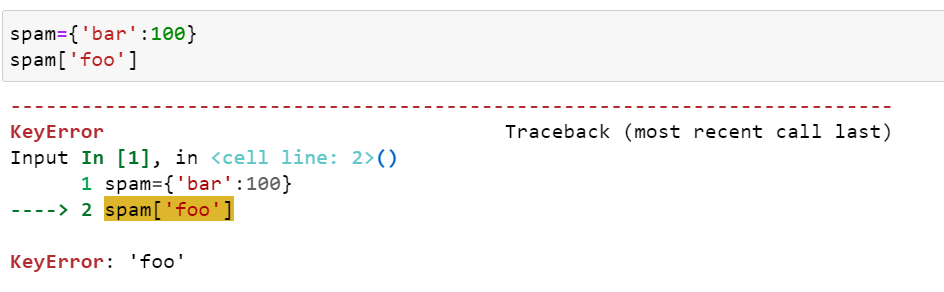 spam={'bar':100}
spam['foo']
---------------------------------------------------------------------------
KeyError                                  Traceback (most recent call last)
Input In [1], in <cell line: 2>()
      1 spam={'bar':100}
----> 2 spam['foo']
KeyError: 'foo'